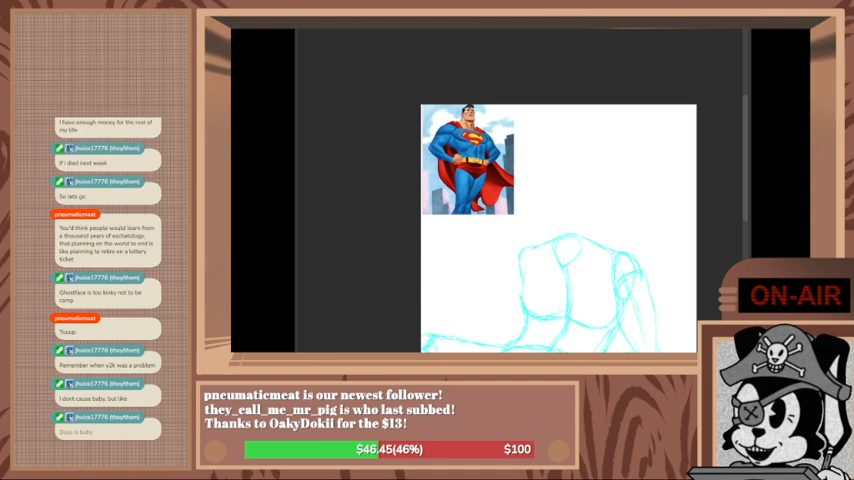 I have enough money for the rest of
my life
jhuice17776 (they/them)
If i died next week
jhuice17776 (they/them)
So lets go
pneumaticmeat
You'd think people would learn from
a thousand years of eschatology,
that planning on the world to end is
like planning to retire on a lottery
ticket
jhuice17776 (they/them)
Ghostface is too kinky not to be
camp
pneumaticmeat
Yuuup.
jhuice17776 (they/them)
Remember when y2k was a problem
jhuice17776 (they/them)
I dont cause baby, but like
jhuice17776 (they/them)
is baby
ON-AIR
pneumaticmeat is our newest follower!
they_call_me_mr_pig is who last subbed!
Thanks to OakyDokii for the $13!
$46.45(46%)
$100